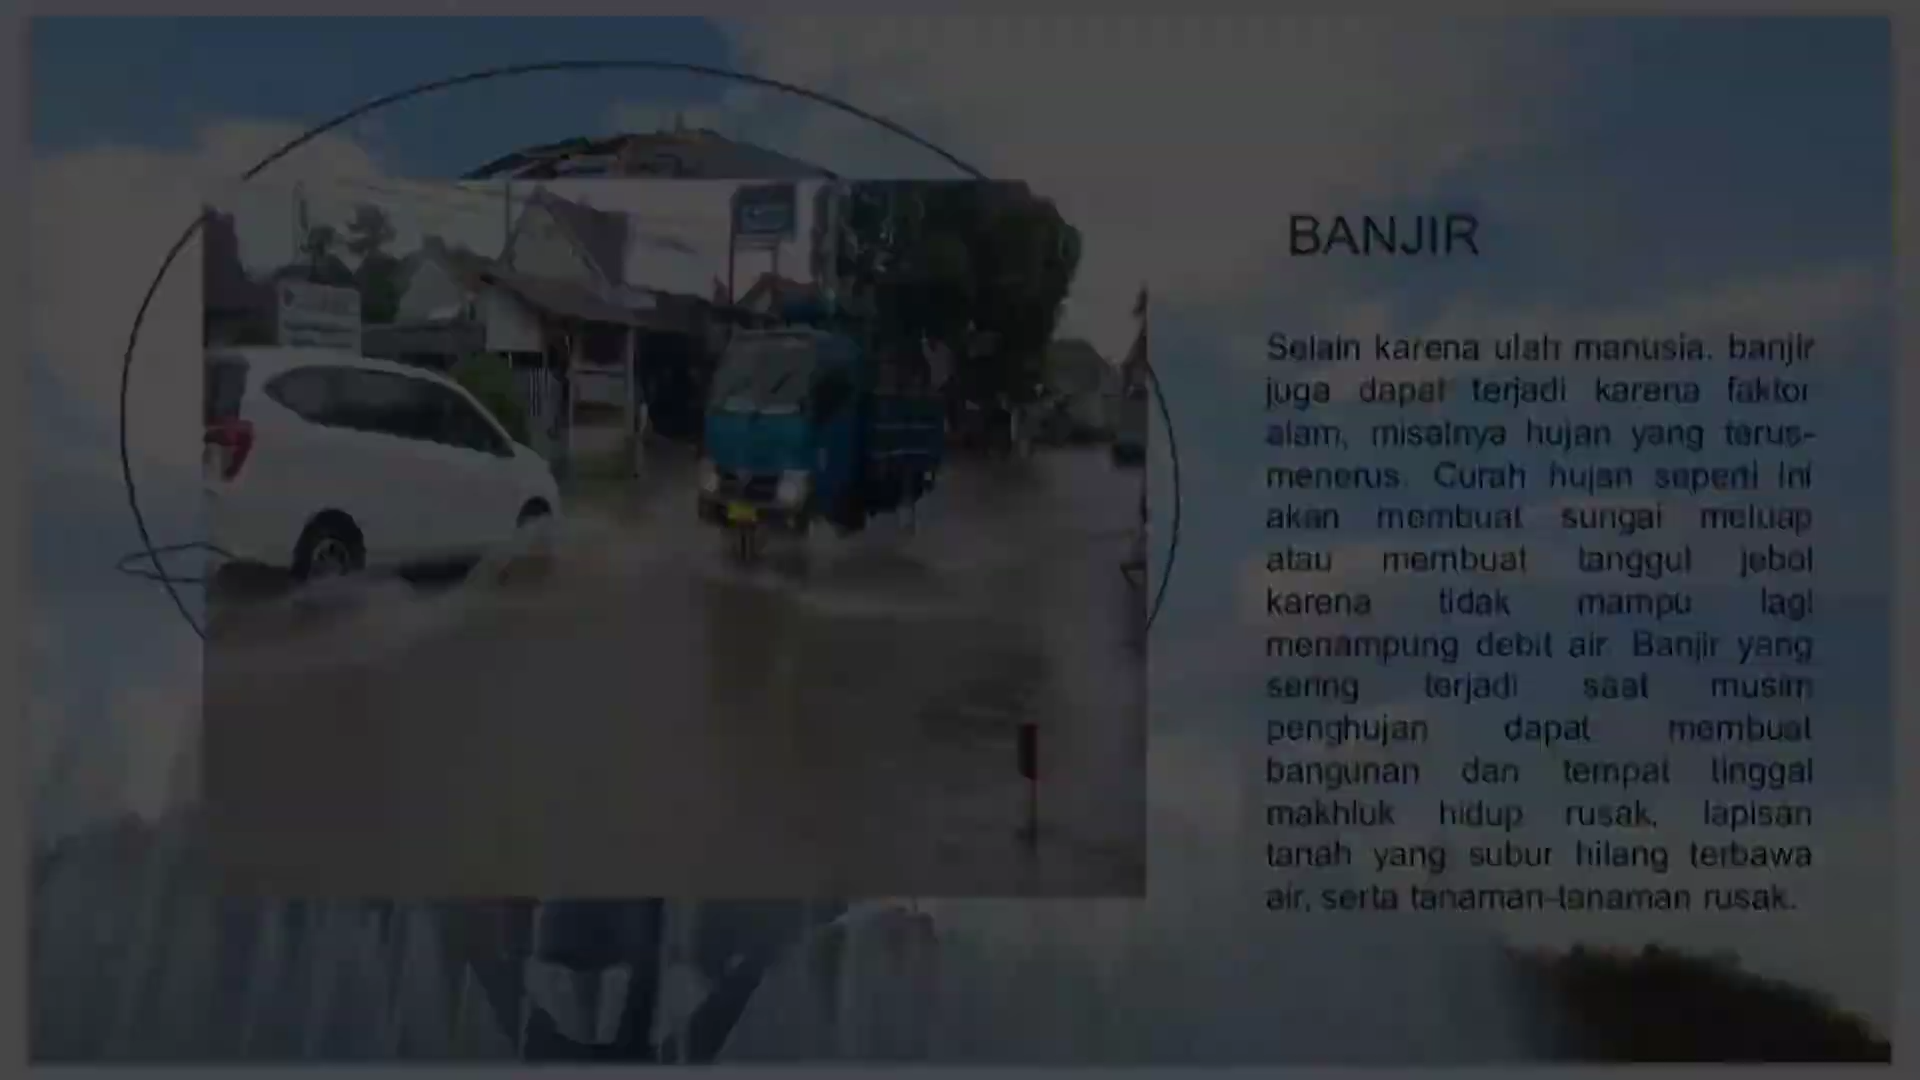 BANJIR
Selain karena ulah manusia, banjir
juga dapat terjadi karena faktor
alam, misalnya hujan yang terus-
menerus. Curah hujan seperti ini
akan membuat sungai meluap
atau membuat tanggul jebol
karena tidak mampu lagi
menampung debit air. Banjir yang
sering terjadi saat musim
penghujan dapat membuat
bangunan dan tempat tinggal
makhluk hidup rusak, lapisan
tanah yang subur hilang terbawa
air, serta tanaman-tanaman rusak.